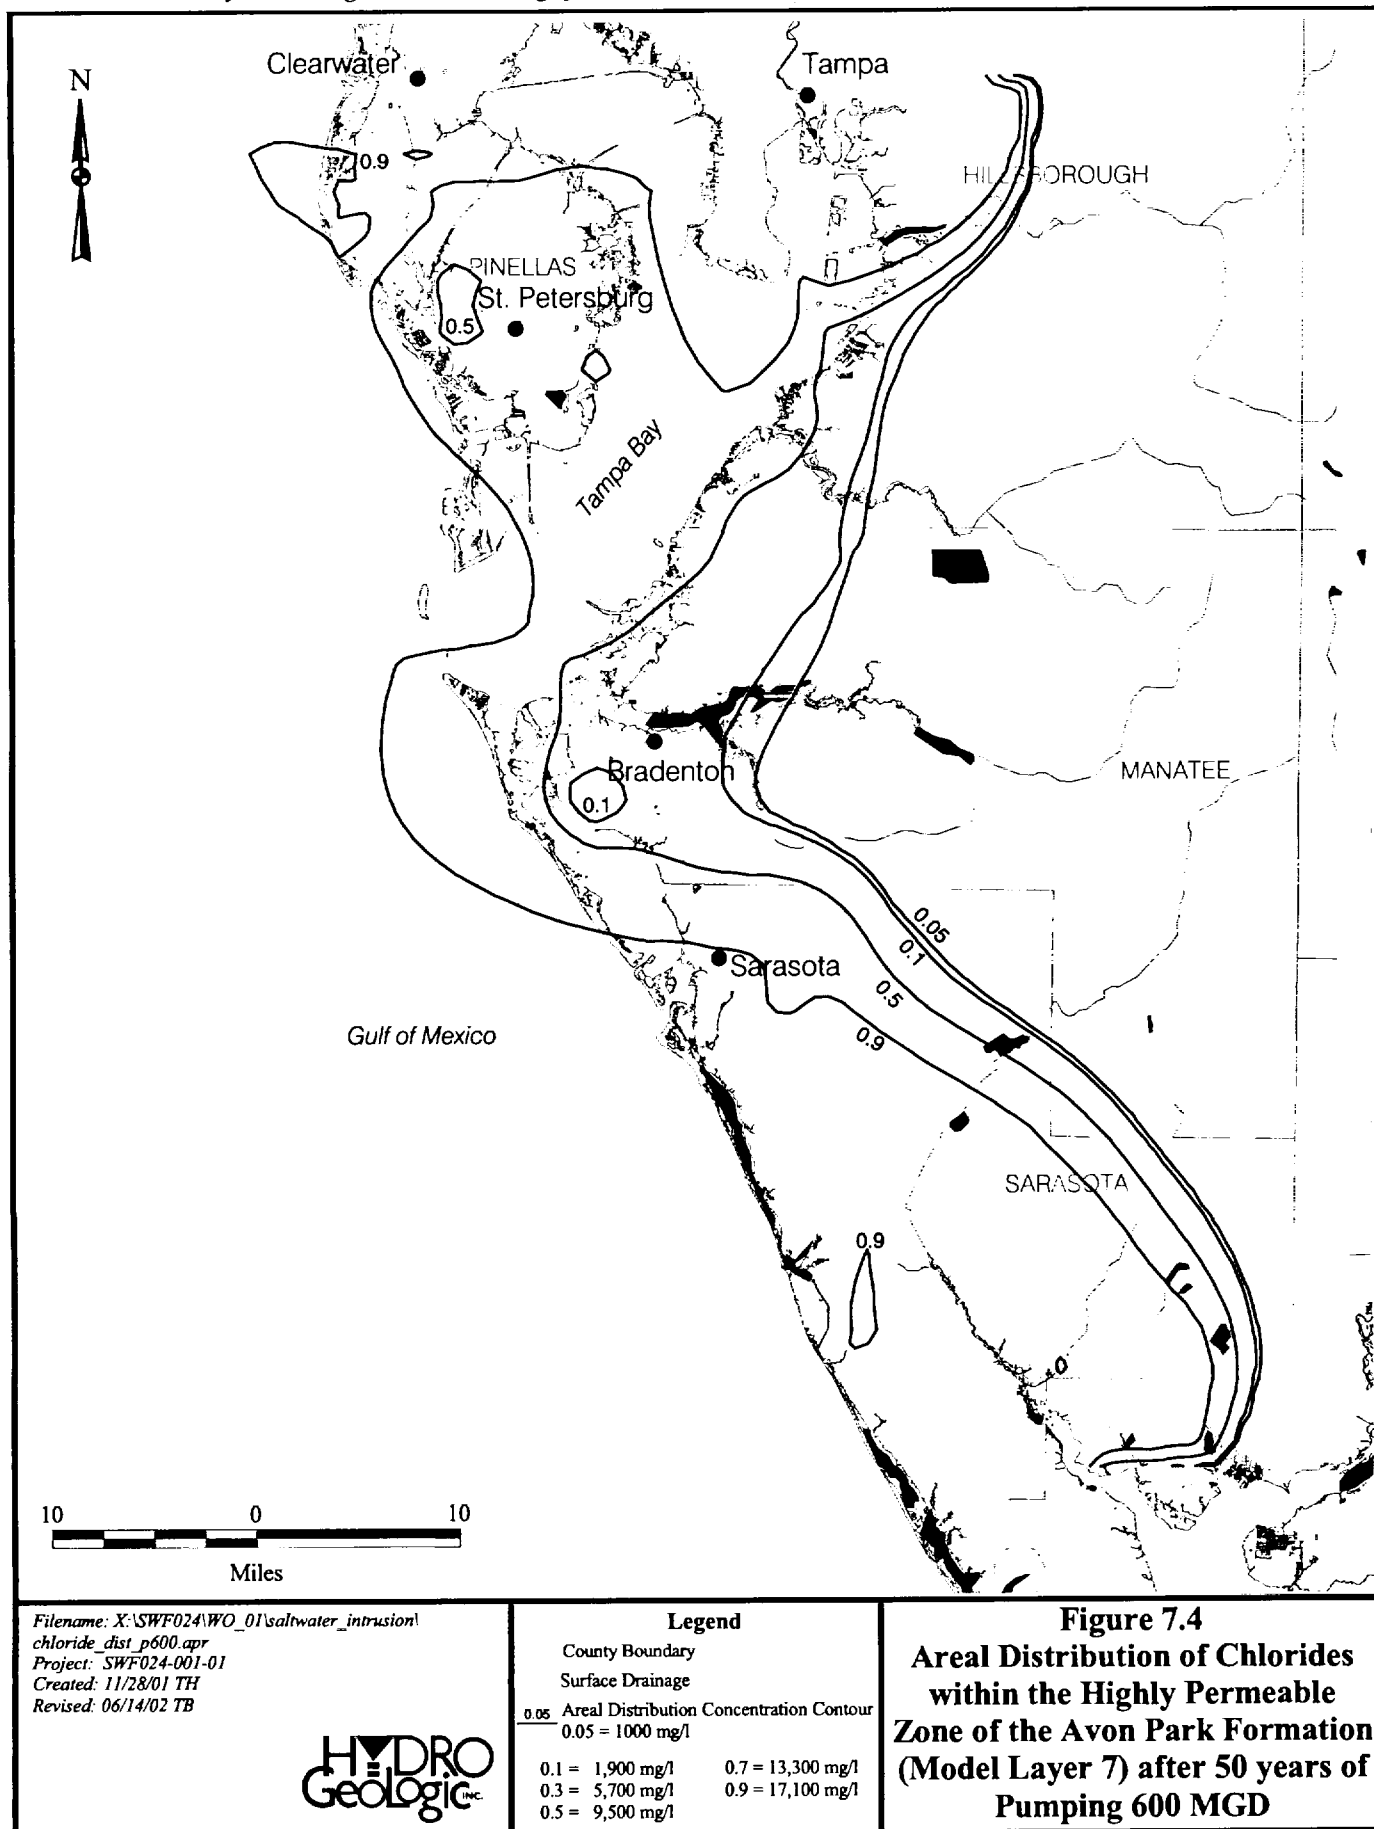 N
Clearwater
Tampa
0.9
HILLSBOROUGH
PINELLAS
St. Petersburg
0.5
Tampa Bay
Bradenton
0.1
MANATEE
0.05
0.1
Sarasota
0.5
0.9
Gulf of Mexico
SARASOTA
0.9
10 0 10
Miles
Filename: X:\SWF024\WO_01\saltwater_intrusion\
chloride_dist_p600.apr
Project: SWF024-001-01
Created: 11/28/01 TH
Revised: 06/14/02 TB
HYDRO
GeoLogic INC.
Legend
County Boundary
Surface Drainage
0.05 Areal Distribution Concentration Contour
0.05 = 1000 mg/l
0.1 = 1,900 mg/l 0.7 = 13,300 mg/l
0.3 = 5,700 mg/l 0.9 = 17,100 mg/l
0.5 = 9,500 mg/l
Figure 7.4
Areal Distribution of Chlorides
within the Highly Permeable
Zone of the Avon Park Formation
(Model Layer 7) after 50 years of
Pumping 600 MGD